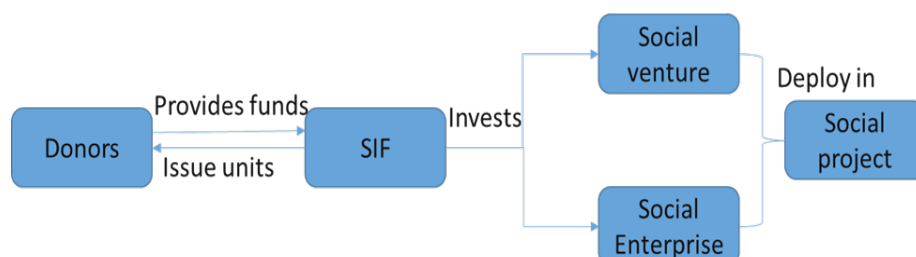 Donors
Provides funds
Issue units
SIF
Invests
Social
venture
Social
Enterprise
Deploy in
Social
project